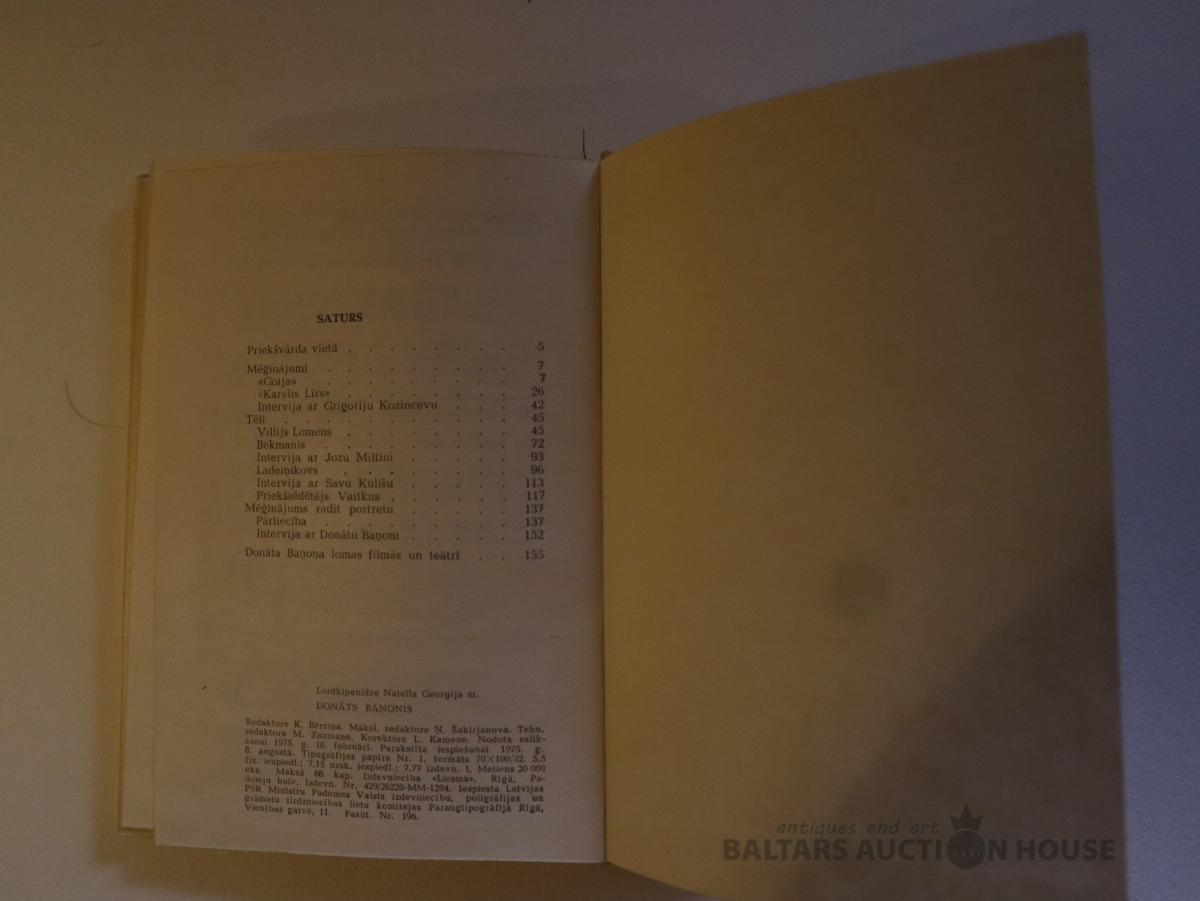 SATURS
Priekšvārda vietā . . . . . . . . 5
Mēģinājumi . . . . . . . . . 7
«Goija» . . . . . . . . . 7
«Karalis Līrs» . . . . . . . . 26
Intervija ar Grigoriju Kozincevu . . . 42
Tēli . . . . . . . . . . 45
Villijs Lomens . . . . . . . . 45
Bekmanis . . . . . . . . . 72
Intervija ar Jozu Miltini . . . . . 93
Ladeiņikovs . . . . . . . . 96
Intervija ar Savu Kulišu . . . . . 113
Priekšsēdētājs Vaitkus . . . . . . 117
Mēģinājums radīt portretu . . . . . 137
Pārliecība . . . . . . . . . 137
Intervija ar Donātu Baņoni . . . . . 152
Donāta Baņoņa lomas filmās un teātrī . . 155
Lordkipanidze Natella Georgija m.
DONĀTS BAŅONIS
Redaktore K. Bērziņa. Māksl. redaktore N. Šakirjanova. Tehn.
redaktore M. Zaumane. Korektore L. Kamene. Nodota salik-
šanai 1975. g. 18. februārī. Parakstīta iespiešanai 1975. g.
8. augustā. Tipogrāfijas papīrs Nr. 1, formāts 70×100/32. 5,5
fiz. iespiedl.; 7,15 uzsk. iespiedl.; 7,77 izdevn. l. Metiens 20 000
eks. Maksā 66 kap. Izdevniecība «Liesma», Rīgā, Pa-
domju bulv. Izdevn. Nr. 429/26220-MM-1294. Iespiesta Latvijas
PSR Ministru Padomes Valsts izdevniecību, poligrāfijas un
grāmatu tirdzniecības lietu komitejas Paraugtipogrāfijā Rīgā,
Vienības gatvē, 11. Pasūt. Nr. 196.
antiques and art
BALTARS AUCTION HOUSE